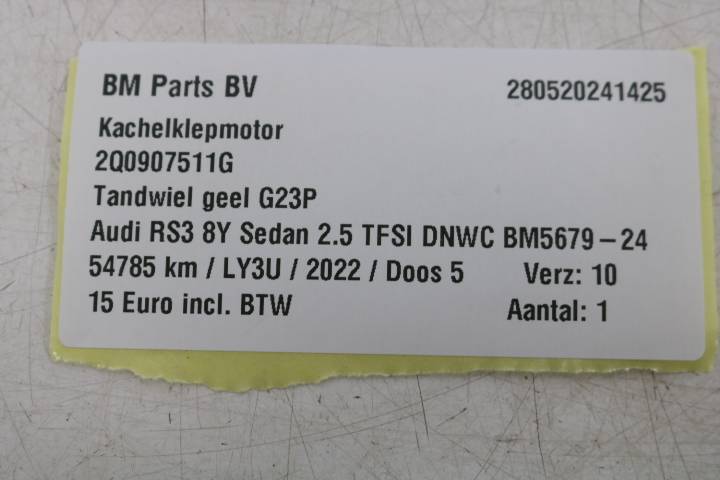 BM Parts BV 280520241425
Kachelklepmotor
2Q0907511G
Tandwiel geel G23P
Audi RS3 8Y Sedan 2.5 TFSI DNWC BM5679-24
54785 km / LY3U / 2022 / Doos 5 Verz: 10
15 Euro incl. BTW Aantal: 1